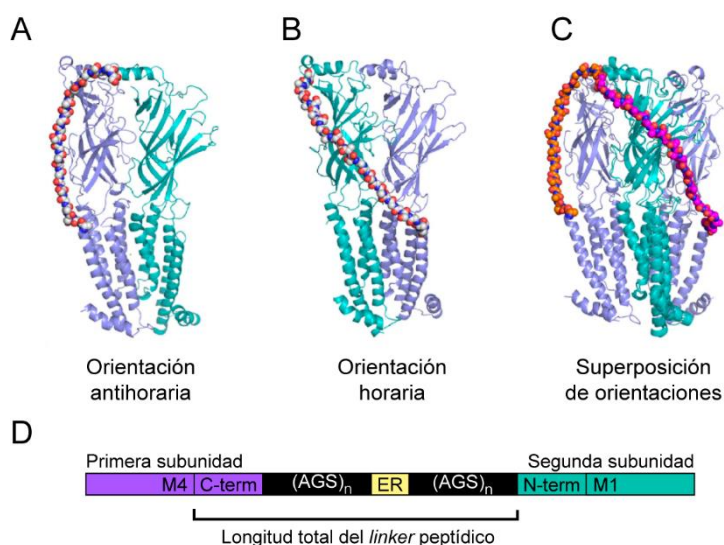 A
B
C
Orientación
antihoraria
Orientación
horaria
Superposición
de orientaciones
D
Primera subunidad
Segunda subunidad
M4 C-term (AGS)n ER (AGS)n N-term M1
Longitud total del linker peptídico